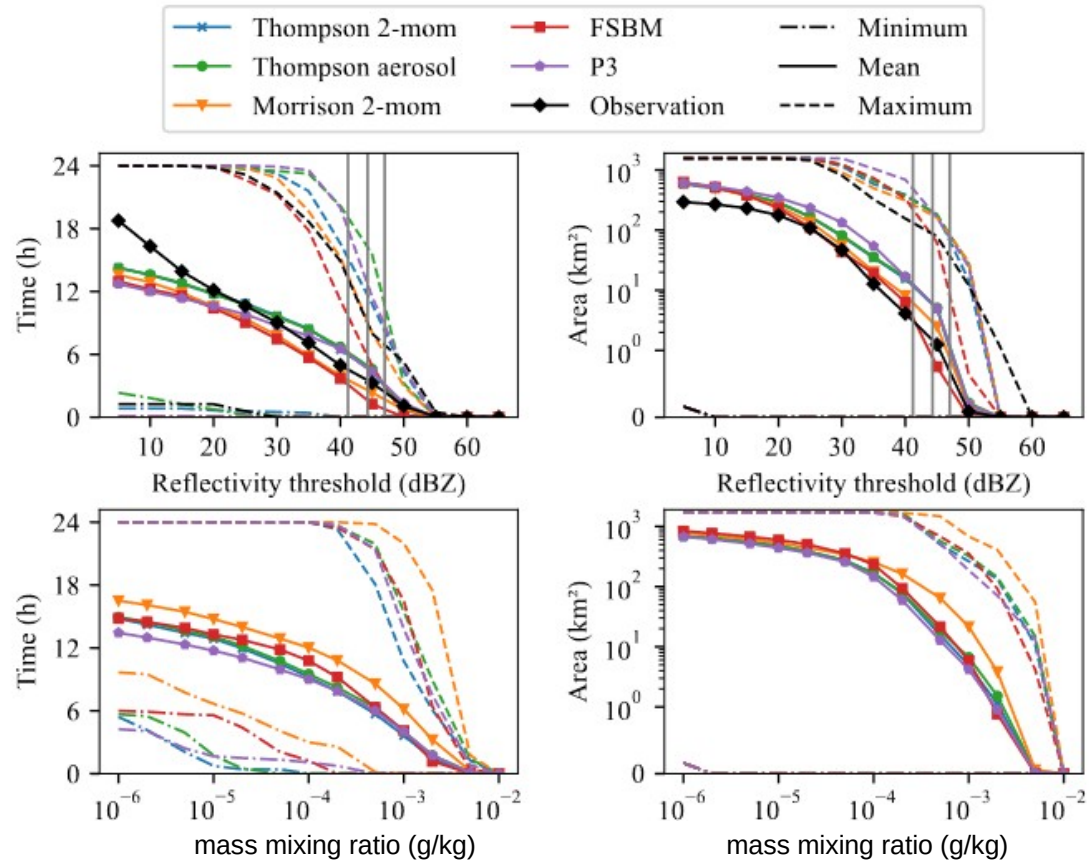 Thompson 2-mom FSBM Minimum
Thompson aerosol P3 Mean
Morrison 2-mom Observation Maximum
24
18
12
6
0
Time (h)
10 20 30 40 50 60
Reflectivity threshold (dBZ)
10³
10²
10¹
10⁰
0
Area (km²)
10 20 30 40 50 60
Reflectivity threshold (dBZ)
24
18
12
6
0
Time (h)
10⁻⁶ 10⁻⁵ 10⁻⁴ 10⁻³ 10⁻²
mass mixing ratio (g/kg)
10³
10²
10¹
10⁰
0
Area (km²)
10⁻⁶ 10⁻⁵ 10⁻⁴ 10⁻³ 10⁻²
mass mixing ratio (g/kg)